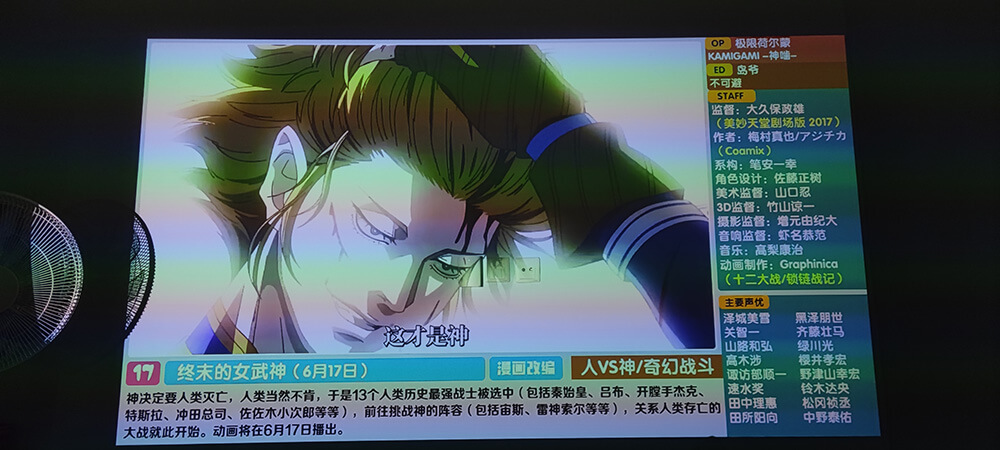 这才是神
17 终末的女武神（6月17日） 漫画改编 人VS神/奇幻战斗
神决定要人类灭亡，人类当然不肯，于是13个人类历史最强战士被选中（包括秦始皇、吕布、开膛手杰克、
特斯拉、冲田总司、佐佐木小次郎等等），前往挑战神的阵容（包括宙斯、雷神索尔等等），关系人类存亡的
大战就此开始。动画将在6月17日播出。
OP 极限荷尔蒙
KAMIGAMI -神噬-
ED 岛爷
不可避
STAFF
监督：大久保政雄
（美妙天堂剧场版 2017）
作者：梅村真也/アジチカ
（Coamix）
系构：笔安一幸
角色设计：佐藤正树
美术监督：山口忍
3D监督：竹山谅一
摄影监督：增元由纪大
音响监督：虾名恭范
音乐：高梨康治
动画制作：Graphinica
（十二大战/锁链战记）
主要声优
泽城美雪 黑泽朋世
关智一 齐藤壮马
山路和弘 绿川光
高木涉 樱井孝宏
诹访部顺一 野津山幸宏
速水奖 铃木达央
田中理惠 松冈祯丞
田所阳向 中野泰佑